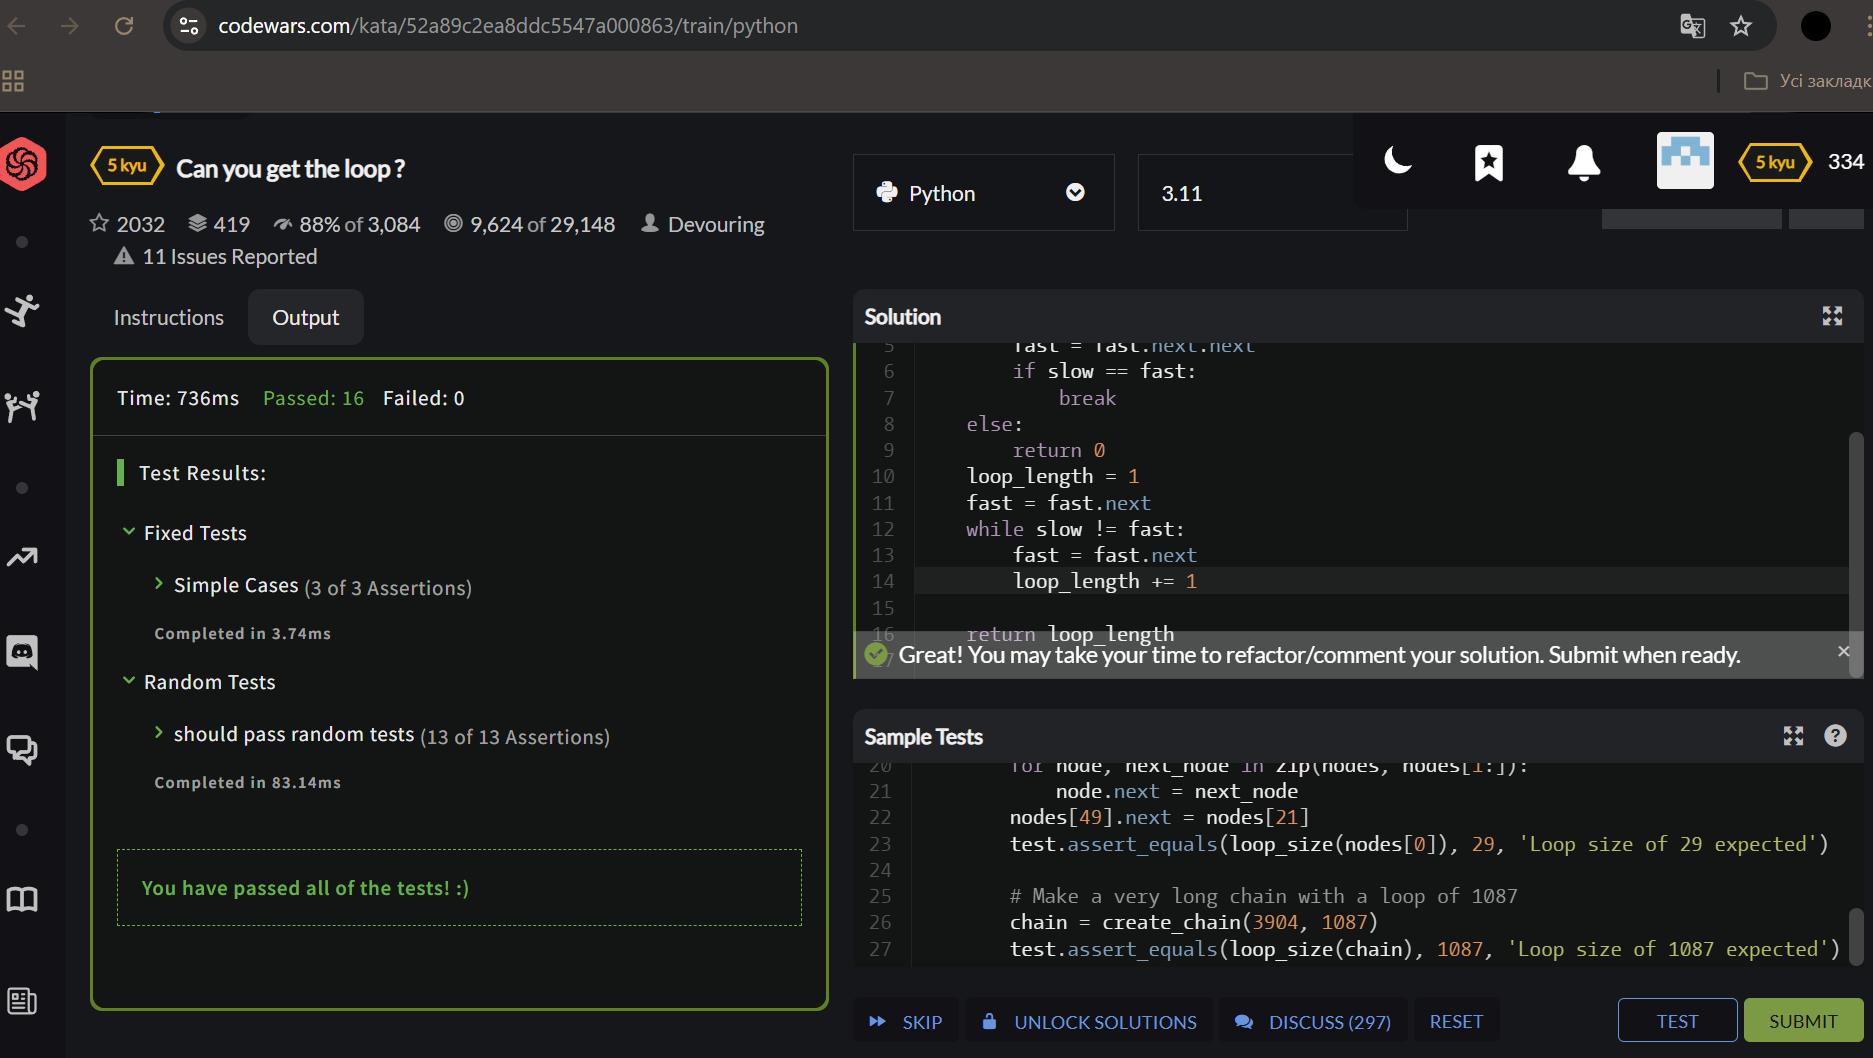 codewars.com/kata/52a89c2ea8ddc5547a000863/train/python
Усі закладк
5 kyu
Can you get the loop ?
2032 419 88% of 3,084 9,624 of 29,148 Devouring
11 Issues Reported
Python
3.11
5 kyu
334
Instructions
Output
Time: 736ms Passed: 16 Failed: 0
Test Results:
Fixed Tests
Simple Cases (3 of 3 Assertions)
Completed in 3.74ms
Random Tests
should pass random tests (13 of 13 Assertions)
Completed in 83.14ms
You have passed all of the tests! :)
Solution
5 fast = fast.next.next
6 if slow == fast:
7 break
8 else:
9 return 0
10 loop_length = 1
11 fast = fast.next
12 while slow != fast:
13 fast = fast.next
14 loop_length += 1
15
16 return loop_length
17
Great! You may take your time to refactor/comment your solution. Submit when ready.
Sample Tests
20 for node, next_node in zip(nodes, nodes[1:]):
21 node.next = next_node
22 nodes[49].next = nodes[21]
23 test.assert_equals(loop_size(nodes[0]), 29, 'Loop size of 29 expected')
24
25 # Make a very long chain with a loop of 1087
26 chain = create_chain(3904, 1087)
27 test.assert_equals(loop_size(chain), 1087, 'Loop size of 1087 expected')
SKIP
UNLOCK SOLUTIONS
DISCUSS (297)
RESET
TEST
SUBMIT